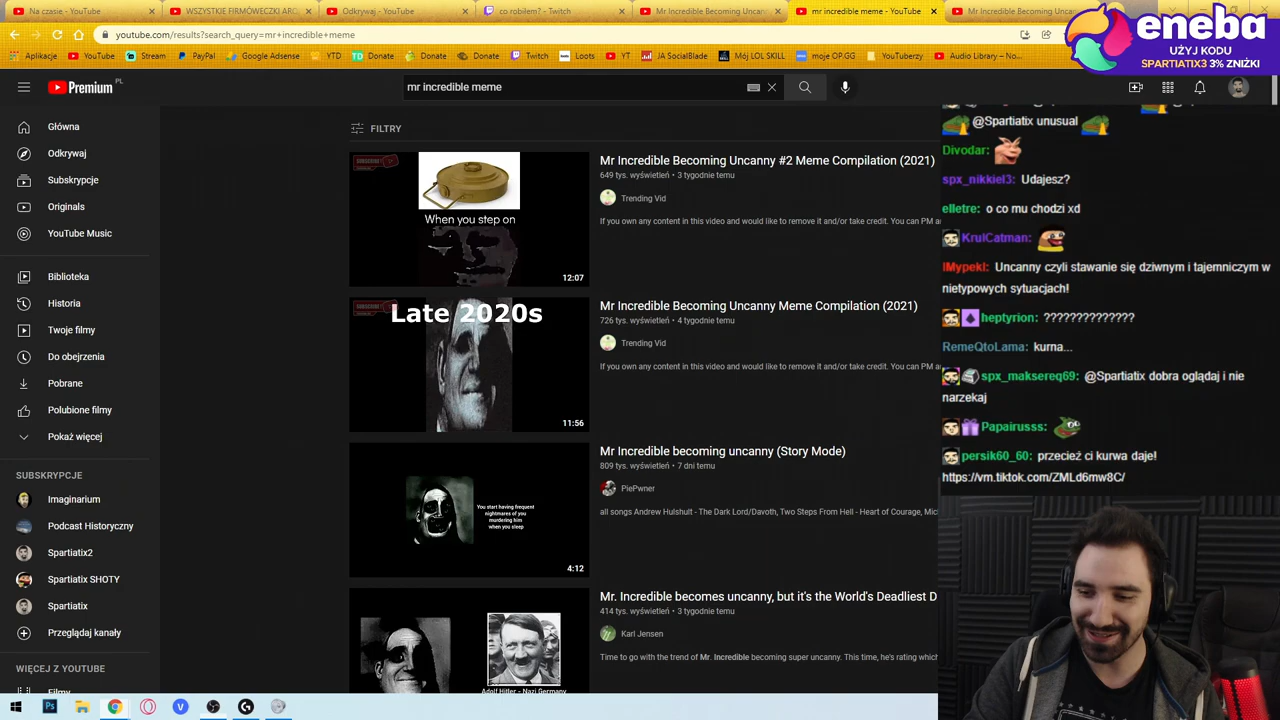 Na czasie - YouTube
WSZYSTKIE FIRMÓWECZKI ARC
Odkrywaj - YouTube
co robiłem? - Twitch
Mr Incredible Becoming Uncanny
mr incredible meme - YouTube
Mr Incredible Becoming Uncan
youtube.com/results?search_query=mr+incredible+meme
Aplikacje
YouTube
Stream
PayPal
Google Adsense
YTD
Donate
Donate
Donate
Twitch
Loots
YT
JA SocialBlade
Mój LOL SKILL
moje OP.GG
YouTuberzy
Audio Library – No...
eneba
UŻYJ KODU
SPARTIATIX3 3% ZNIŻKI
Premium PL
mr incredible meme
Główna
Odkrywaj
Subskrypcje
Originals
YouTube Music
Biblioteka
Historia
Twoje filmy
Do obejrzenia
Pobrane
Polubione filmy
Pokaż więcej
SUBSKRYPCJE
Imaginarium
Podcast Historyczny
Spartiatix2
Spartiatix SHOTY
Spartiatix
Przeglądaj kanały
WIĘCEJ Z YOUTUBE
Filmy
FILTRY
When you step on
12:07
Mr Incredible Becoming Uncanny #2 Meme Compilation (2021)
649 tys. wyświetleń • 3 tygodnie temu
Trending Vid
If you own any content in this video and would like to remove it and/or take credit. You can PM
Late 2020s
11:56
Mr Incredible Becoming Uncanny Meme Compilation (2021)
726 tys. wyświetleń • 4 tygodnie temu
Trending Vid
If you own any content in this video and would like to remove it and/or take credit. You can PM
You start having frequent
nightmares of you
murdering him
when you sleep
4:12
Mr Incredible becoming uncanny (Story Mode)
809 tys. wyświetleń • 7 dni temu
PiePwner
all songs Andrew Hulshult - The Dark Lord/Davoth, Two Steps From Hell - Heart of Courage,
Adolf Hitler - Nazi Germany
Mr. Incredible becomes uncanny, but it's the World's Deadliest D
414 tys. wyświetleń • 3 tygodnie temu
Karl Jensen
Time to go with the trend of Mr. Incredible becoming super uncanny. This time, he's rating which
@Spartiatix unusual
Divodar:
spx_nikkiel3: Udajesz?
elletre: o co mu chodzi xd
KrulCatman:
IMypekI: Uncanny czyli stawanie się dziwnym i tajemniczym w
nietypowych sytuacjach!
heptyrion: ??????????????
RemeQtoLama: kurna...
spx_maksereq69: @Spartiatix dobra oglądaj i nie
narzekaj
Papairusss:
persik60_60: przecież ci kurwa daje!
https://vm.tiktok.com/ZMLd6mw8C/